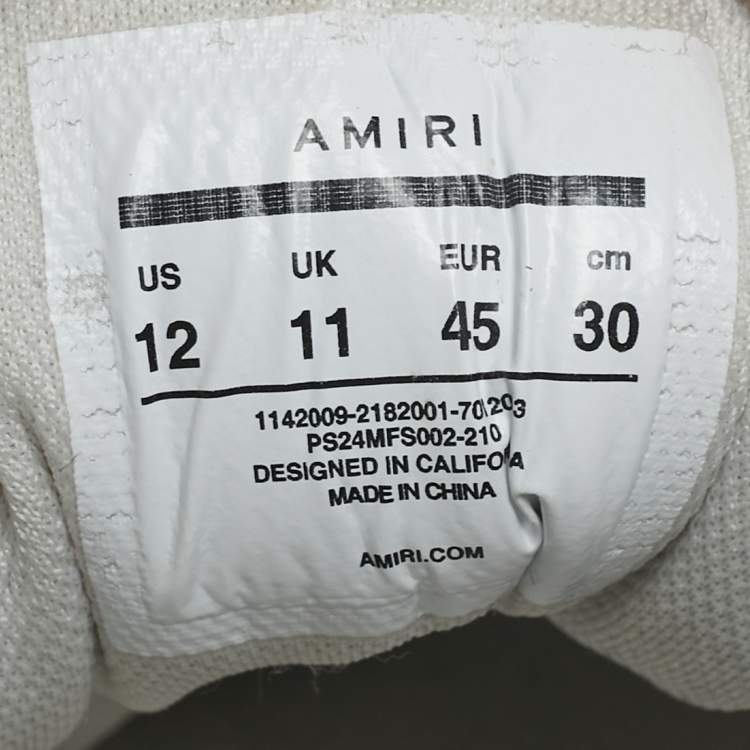 AMIRI
US UK EUR cm
12 11 45 30
PS24MFS002-210
DESIGNED IN
MADE IN CHINA
AMIRI.COM